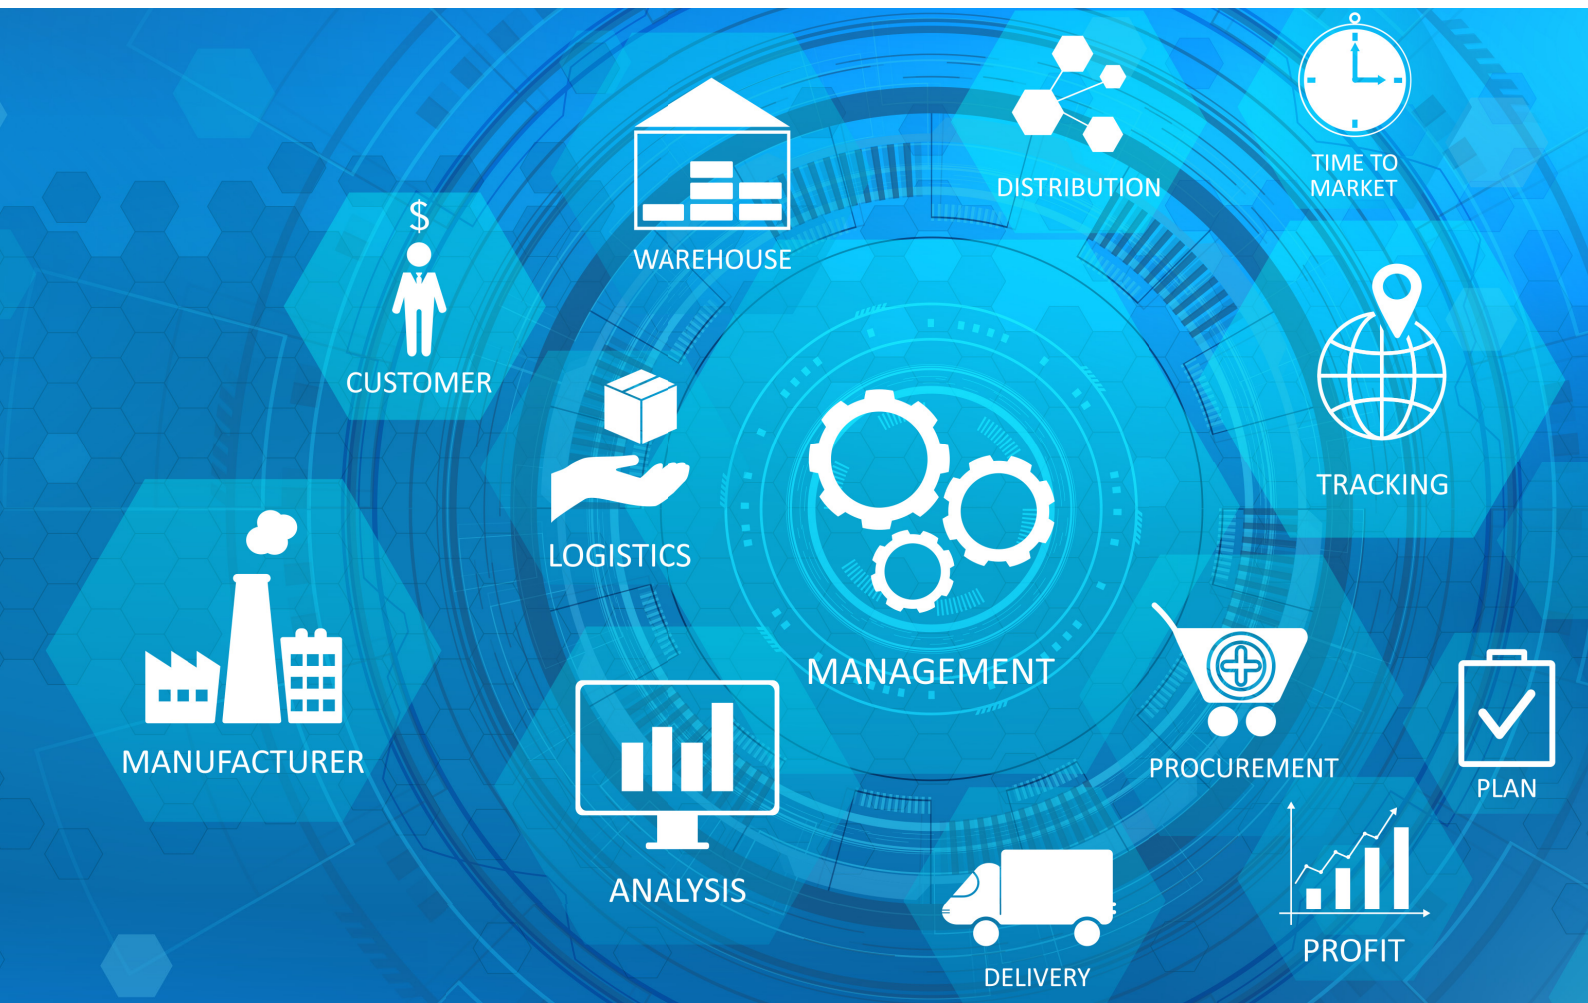 TIME TO
MARKET
DISTRIBUTION
WAREHOUSE
$
CUSTOMER
TRACKING
LOGISTICS
MANAGEMENT
MANUFACTURER
PROCUREMENT
PLAN
ANALYSIS
PROFIT
DELIVERY